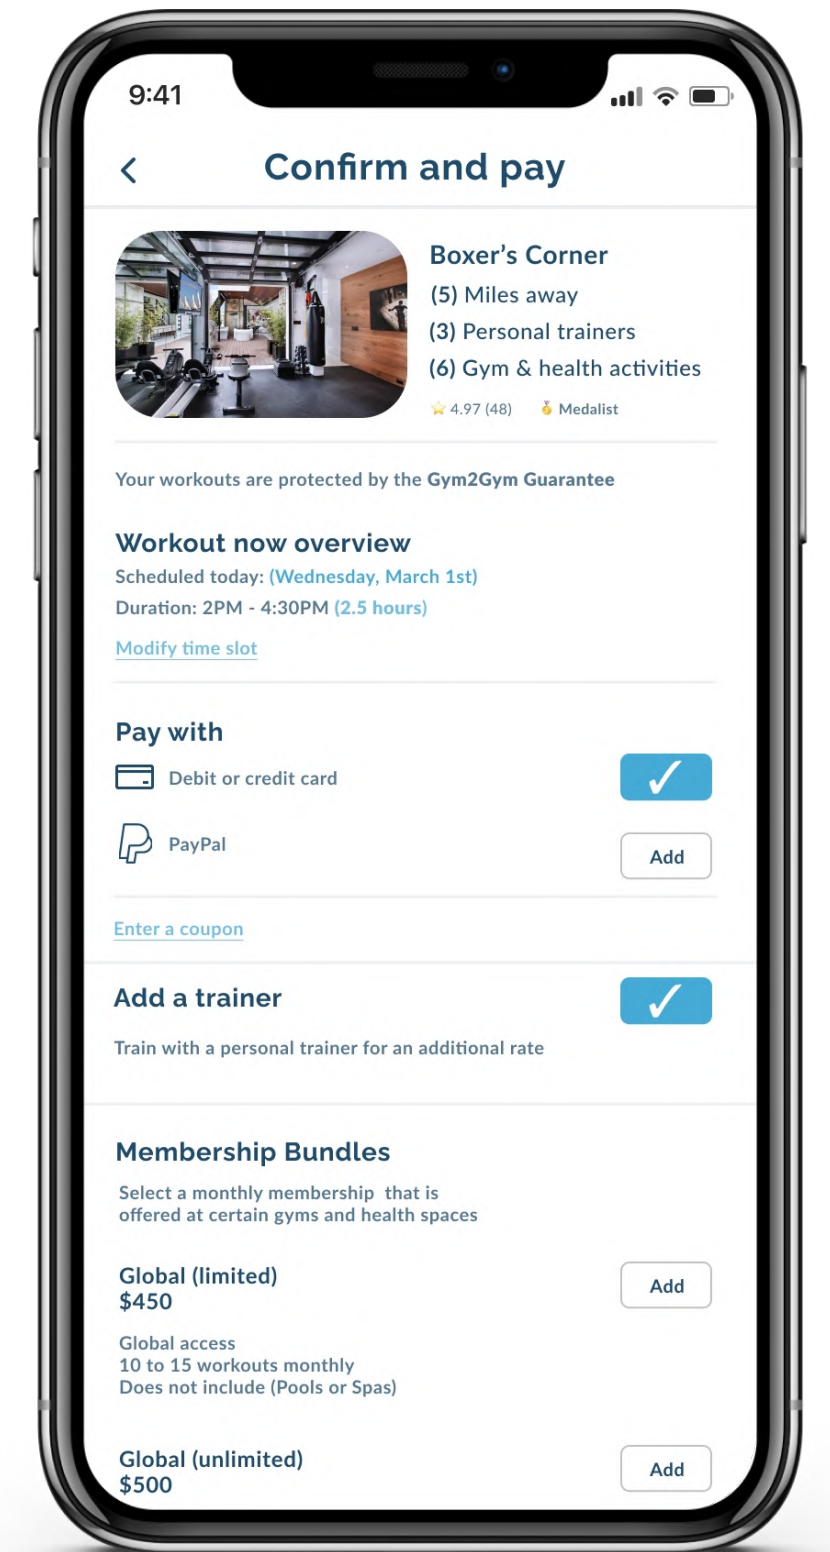 9:41
Confirm and pay
Boxer’s Corner
(5) Miles away
(3) Personal trainers
(6) Gym & health activities
4.97 (48) Medalist
Your workouts are protected by the Gym2Gym Guarantee
Workout now overview
Scheduled today: (Wednesday, March 1st)
Duration: 2PM - 4:30PM (2.5 hours)
Modify time slot
Pay with
Debit or credit card
PayPal
Add
Enter a coupon
Add a trainer
Train with a personal trainer for an additional rate
Membership Bundles
Select a monthly membership that is
offered at certain gyms and health spaces
Global (limited)
$450
Add
Global access
10 to 15 workouts monthly
Does not include (Pools or Spas)
Global (unlimited)
$500
Add